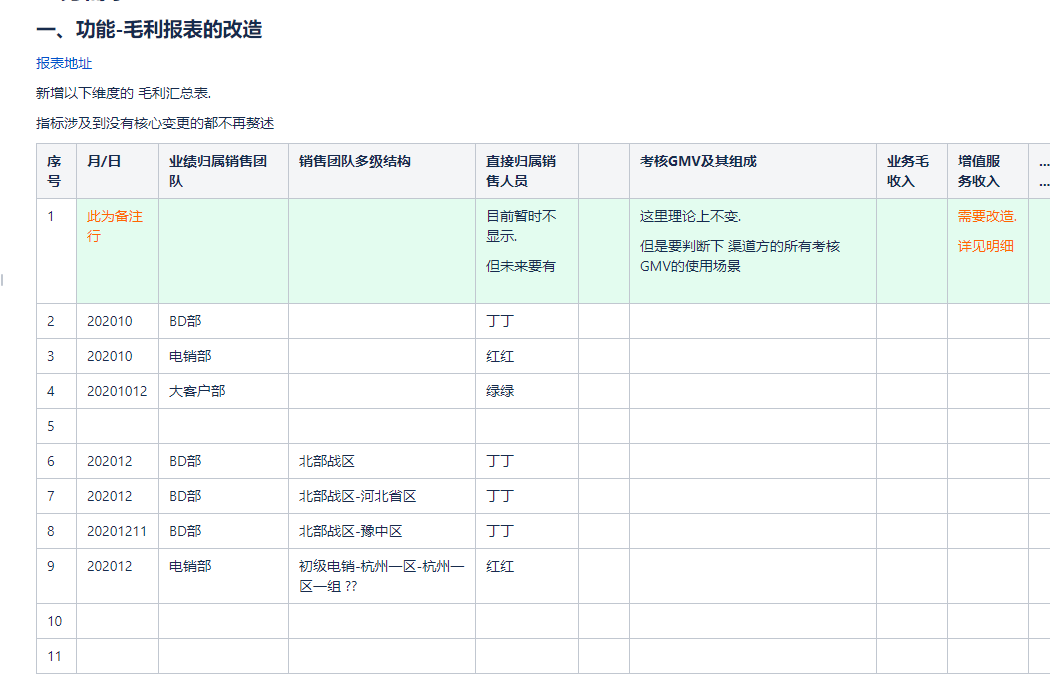 一、功能-毛利报表的改造
报表地址
新增以下维度的 毛利汇总表.
指标涉及到没有核心变更的都不再赘述
序号 月/日 业绩归属销售团队 销售团队多级结构 直接归属销售人员 考核GMV及其组成 业务毛收入 增值服务收入 ... ...
1 此为备注行 目前暂时不显示. 但未来要有 这里理论上不变. 但是要判断下 渠道方的所有考核GMV的使用场景 需要改造. 详见明细
2 202010 BD部 丁丁
3 202010 电销部 红红
4 20201012 大客户部 绿绿
5
6 202012 BD部 北部战区 丁丁
7 202012 BD部 北部战区-河北省区 丁丁
8 20201211 BD部 北部战区-豫中区 丁丁
9 202012 电销部 初级电销-杭州一区-杭州一区一组 ?? 红红
10
11